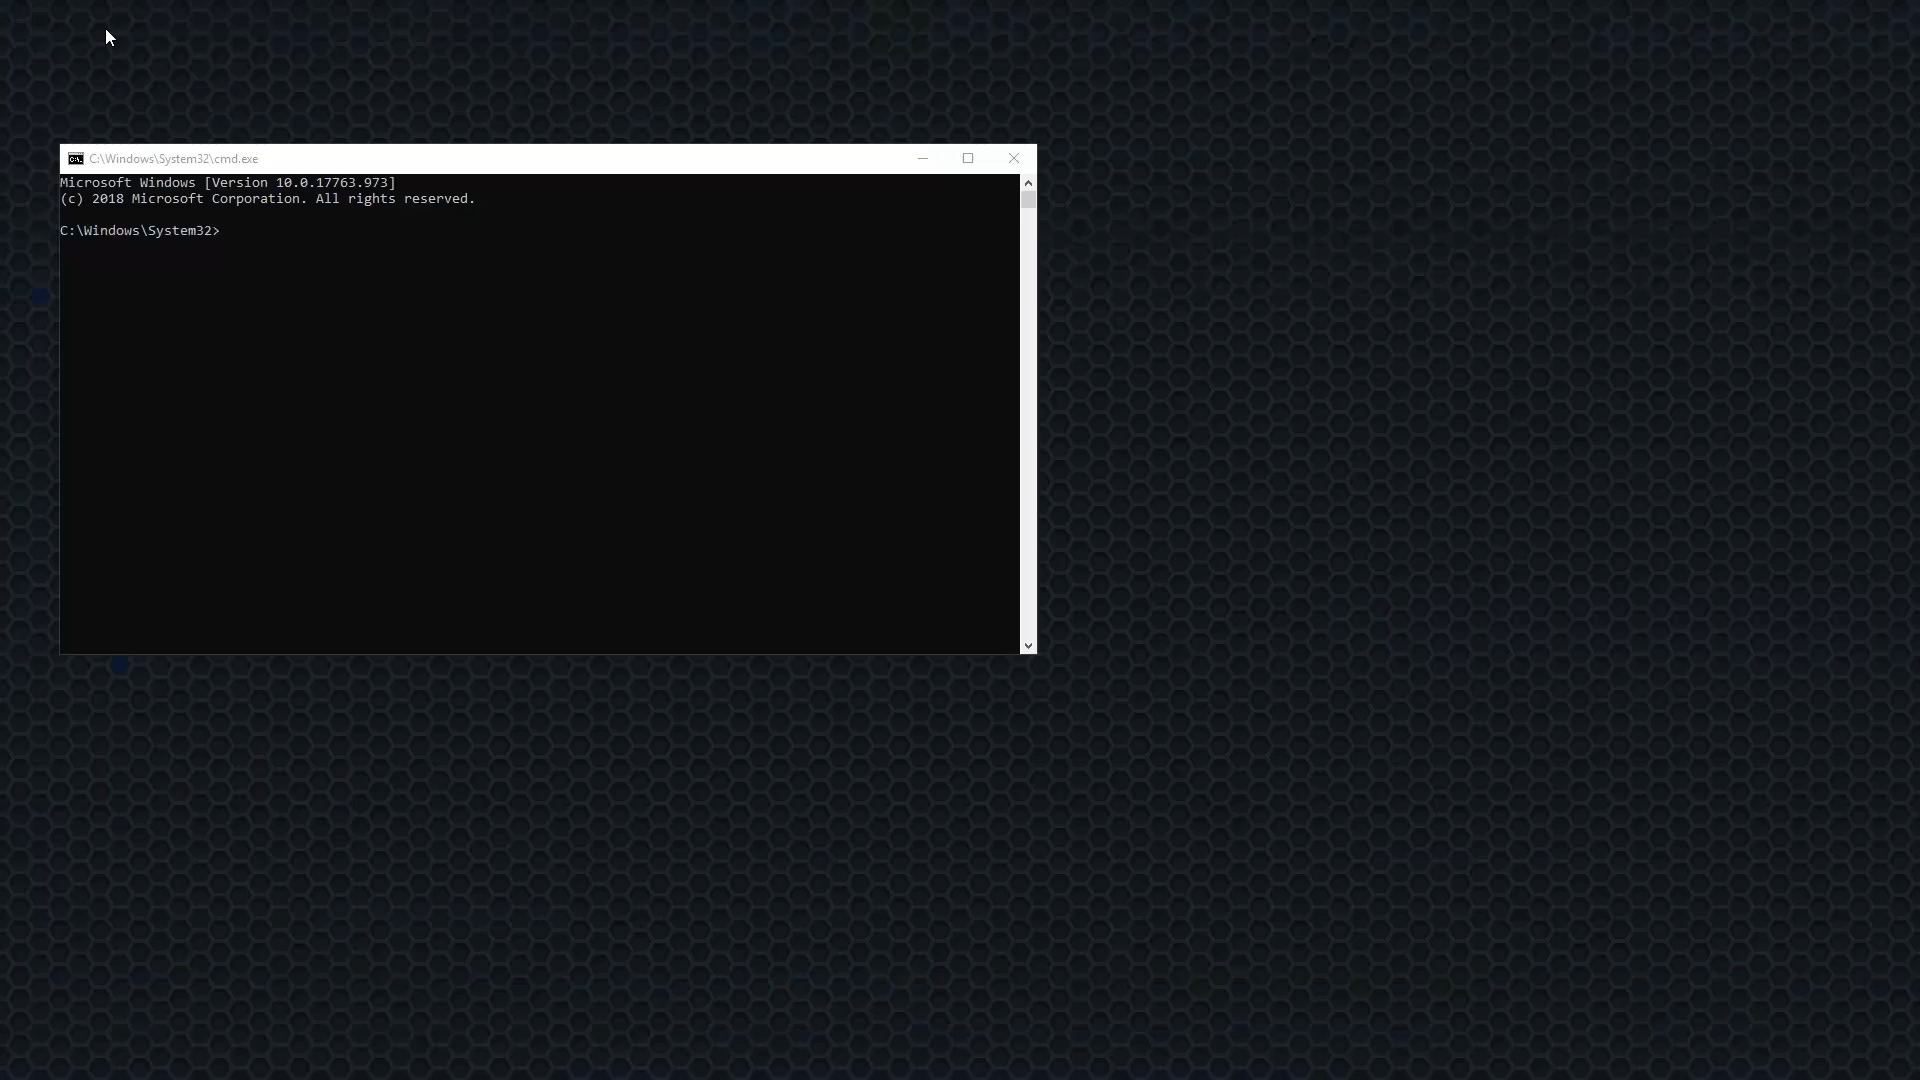 C:\Windows\System32\cmd.exe
Microsoft Windows [Version 10.0.17763.973]
(c) 2018 Microsoft Corporation. All rights reserved.
C:\Windows\System32>